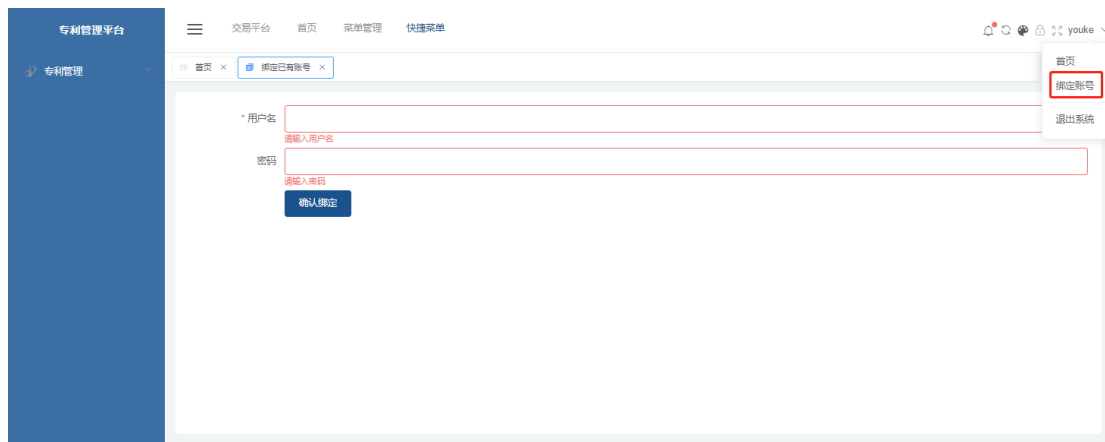 专利管理平台
交易平台 首页 菜单管理 快捷菜单
youke
专利管理
首页 ×
绑定已有账号 ×
首页
绑定账号
退出系统
* 用户名
请输入用户名
密码
请输入密码
确认绑定